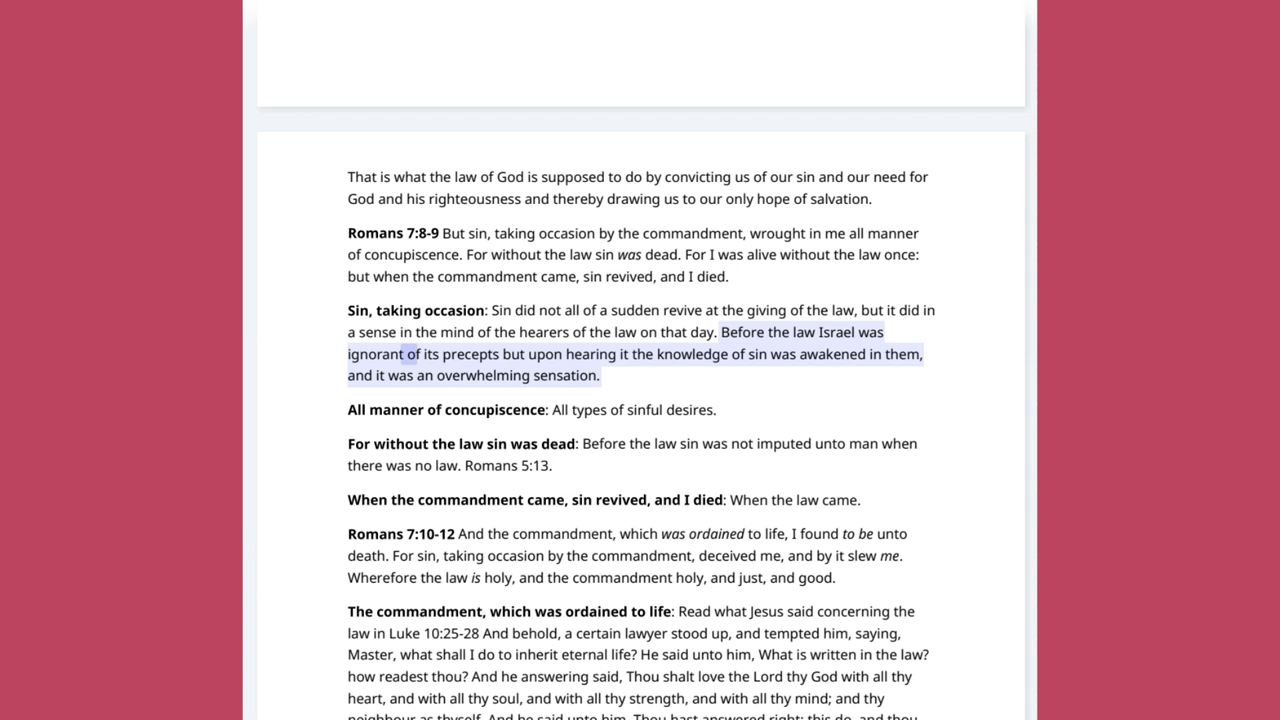 That is what the law of God is supposed to do by convicting us of our sin and our need for
God and his righteousness and thereby drawing us to our only hope of salvation.
Romans 7:8-9 But sin, taking occasion by the commandment, wrought in me all manner
of concupiscence. For without the law sin was dead. For I was alive without the law once:
but when the commandment came, sin revived, and I died.
Sin, taking occasion: Sin did not all of a sudden revive at the giving of the law, but it did in
a sense in the mind of the hearers of the law on that day. Before the law Israel was
ignorant of its precepts but upon hearing it the knowledge of sin was awakened in them,
and it was an overwhelming sensation.
All manner of concupiscence: All types of sinful desires.
For without the law sin was dead: Before the law sin was not imputed unto man when
there was no law. Romans 5:13.
When the commandment came, sin revived, and I died: When the law came.
Romans 7:10-12 And the commandment, which was ordained to life, I found to be unto
death. For sin, taking occasion by the commandment, deceived me, and by it slew me.
Wherefore the law is holy, and the commandment holy, and just, and good.
The commandment, which was ordained to life: Read what Jesus said concerning the
law in Luke 10:25-28 And behold, a certain lawyer stood up, and tempted him, saying,
Master, what shall I do to inherit eternal life? He said unto him, What is written in the law?
how readest thou? And he answering said, Thou shalt love the Lord thy God with all thy
heart, and with all thy soul, and with all thy strength, and with all thy mind; and thy
neighbour as thyself. And he said unto him, Thou hast answered right: this do, and thou